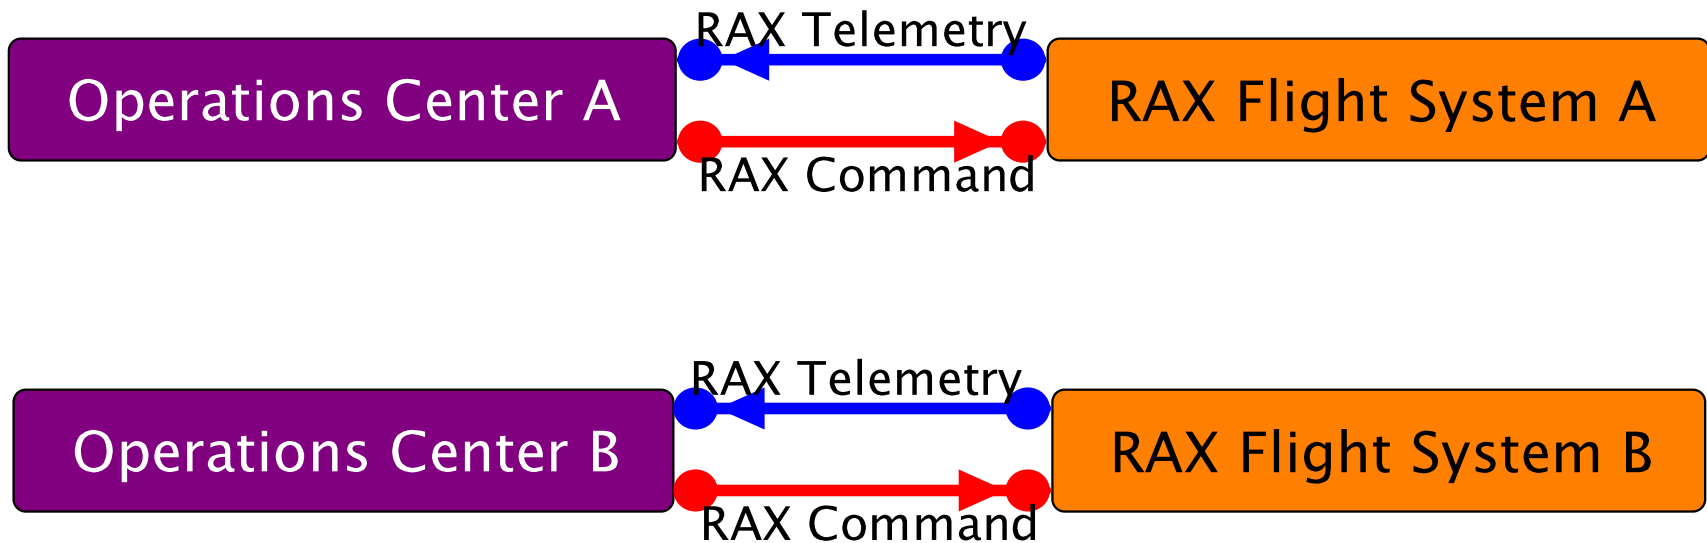 RAX Telemetry
Operations Center A
RAX Flight System A
RAX Command
RAX Telemetry
Operations Center B
RAX Flight System B
RAX Command